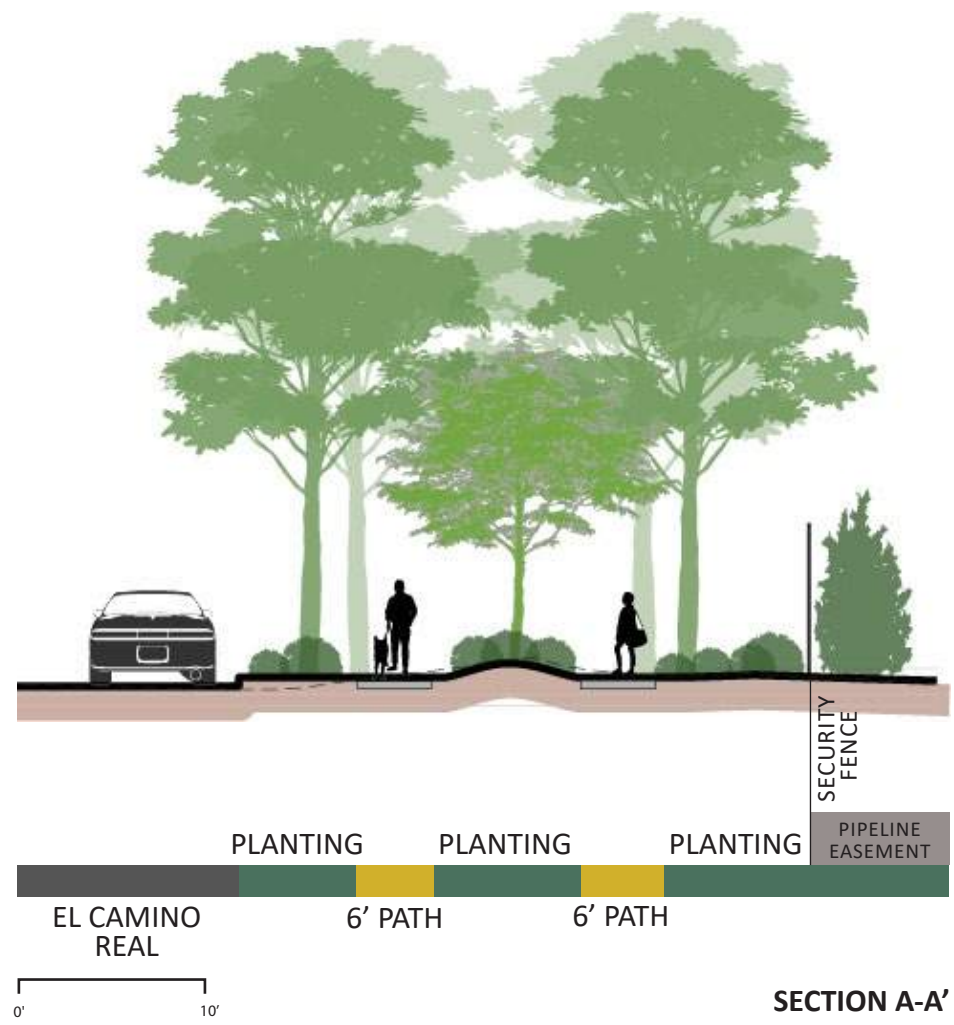 SECURITY
FENCE
PIPELINE
EASEMENT
PLANTING
PLANTING
PLANTING
EL CAMINO
REAL
6’ PATH
6’ PATH
0'
10’
SECTION A-A’